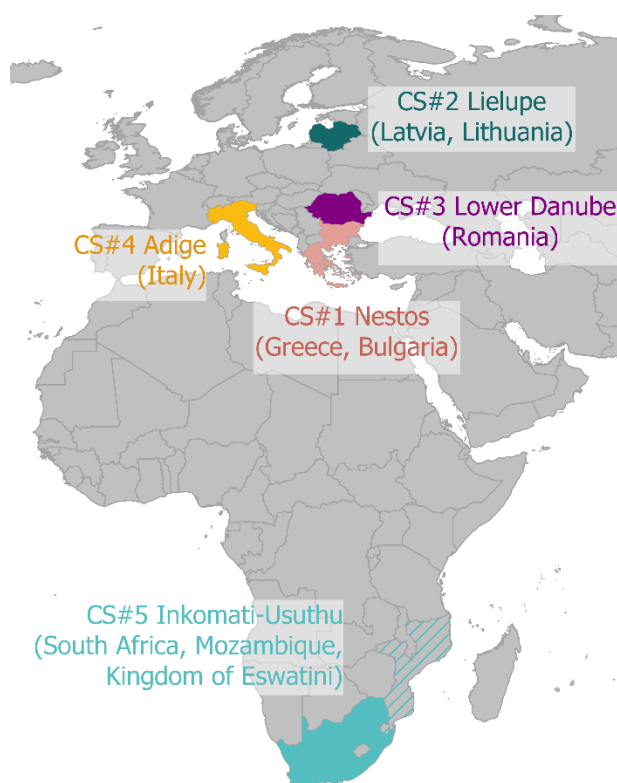 CS#2 Lielupe
(Latvia, Lithuania)
CS#3 Lower Danube
(Romania)
CS#4 Adige
(Italy)
CS#1 Nestos
(Greece, Bulgaria)
CS#5 Inkomati-Usuthu
(South Africa, Mozambique,
Kingdom of Eswatini)